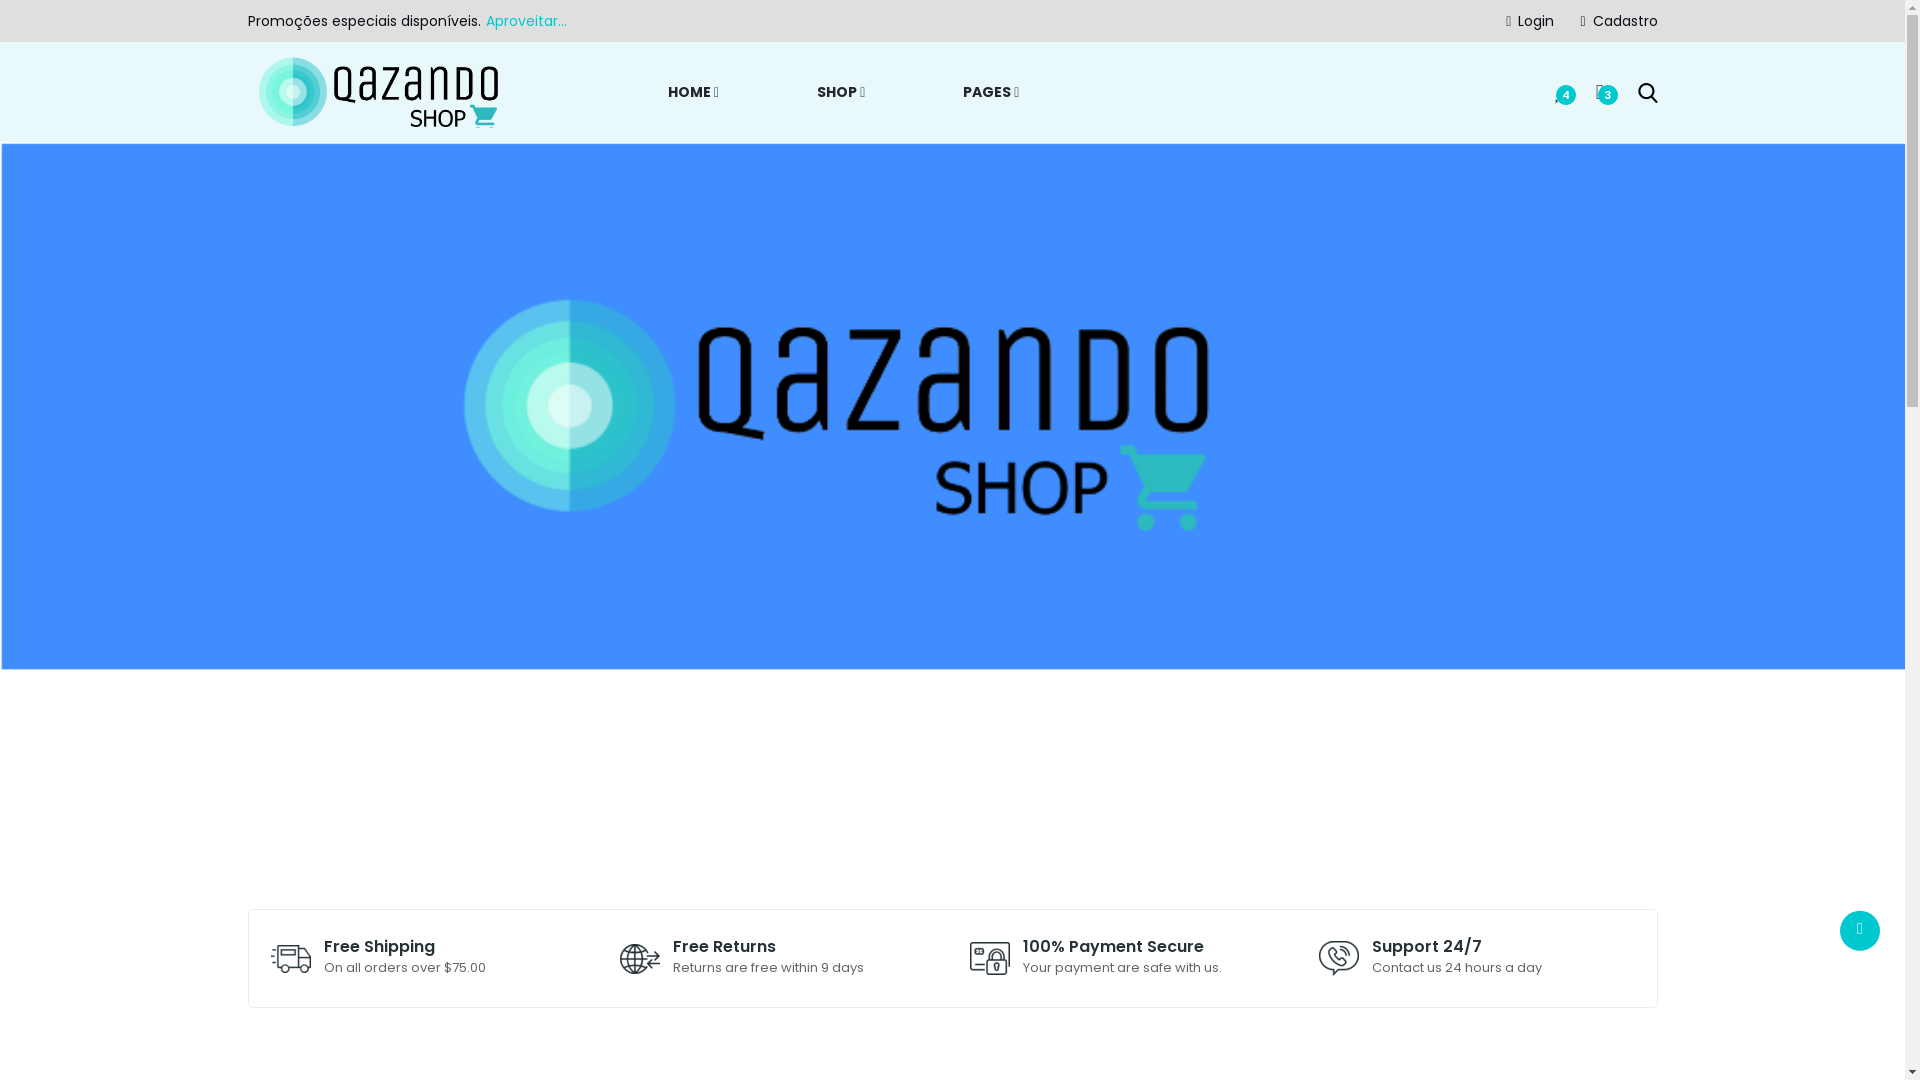 Promoções especiais disponíveis. Aproveitar...
Login
Cadastro
QAZANDO
SHOP
HOME
SHOP
PAGES
4
3
QAZANDO
SHOP
Free Shipping
On all orders over $75.00
Free Returns
Returns are free within 9 days
100% Payment Secure
Your payment are safe with us.
Support 24/7
Contact us 24 hours a day